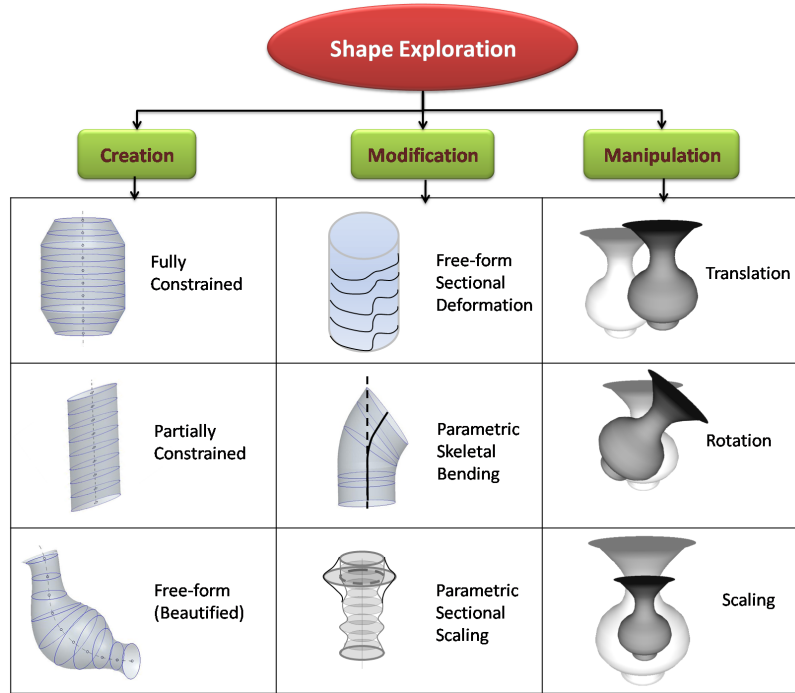 Shape Exploration
Creation
Modification
Manipulation
Fully
Constrained
Free-form
Sectional
Deformation
Translation
Partially
Constrained
Parametric
Skeletal
Bending
Rotation
Free-form
(Beautified)
Parametric
Sectional
Scaling
Scaling